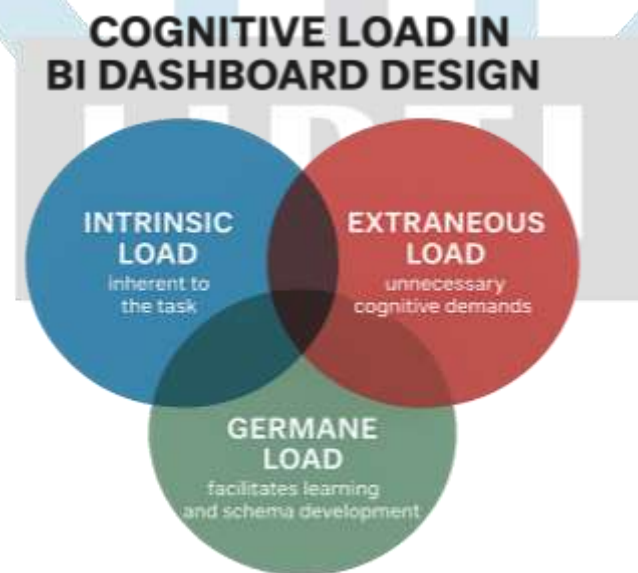 COGNITIVE LOAD IN
BI DASHBOARD DESIGN
INTRINSIC
LOAD
inherent to
the task
EXTRANEOUS
LOAD
unnecessary
cognitive demands
GERMANE
LOAD
facilitates learning
and schema development